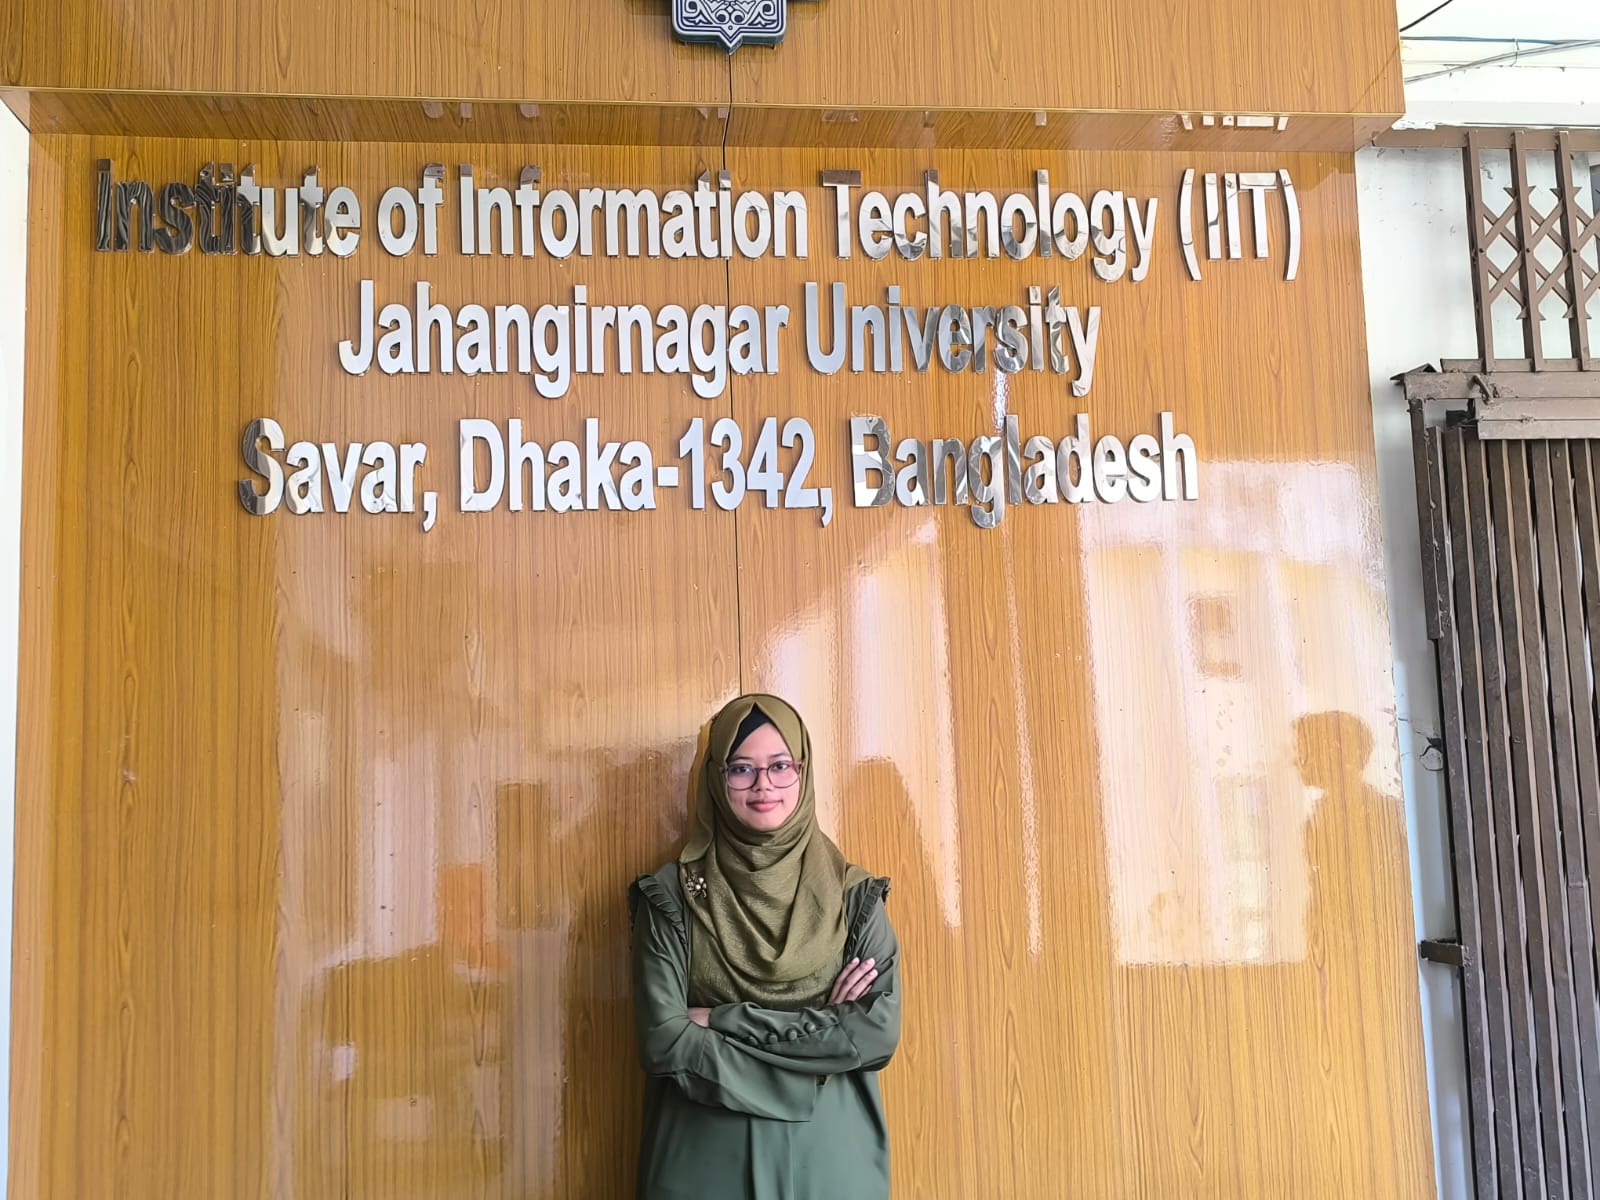 Institute of Information Technology (IIT)
Jahangirnagar University
Savar, Dhaka-1342, Bangladesh